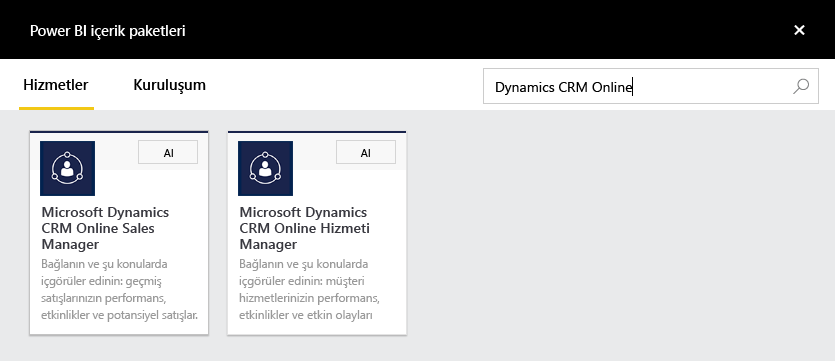 Power BI içerik paketleri
Hizmetler
Kuruluşum
Dynamics CRM Online
Al
Microsoft Dynamics
CRM Online Sales
Manager
Bağlanın ve şu konularda
içgörüler edinin: geçmiş
satışlarınızın performans,
etkinlikler ve potansiyel satışlar.
Al
Microsoft Dynamics
CRM Online Hizmeti
Manager
Bağlanın ve şu konularda
içgörüler edinin: müşteri
hizmetlerinizin performans,
etkinlikler ve etkin olayları